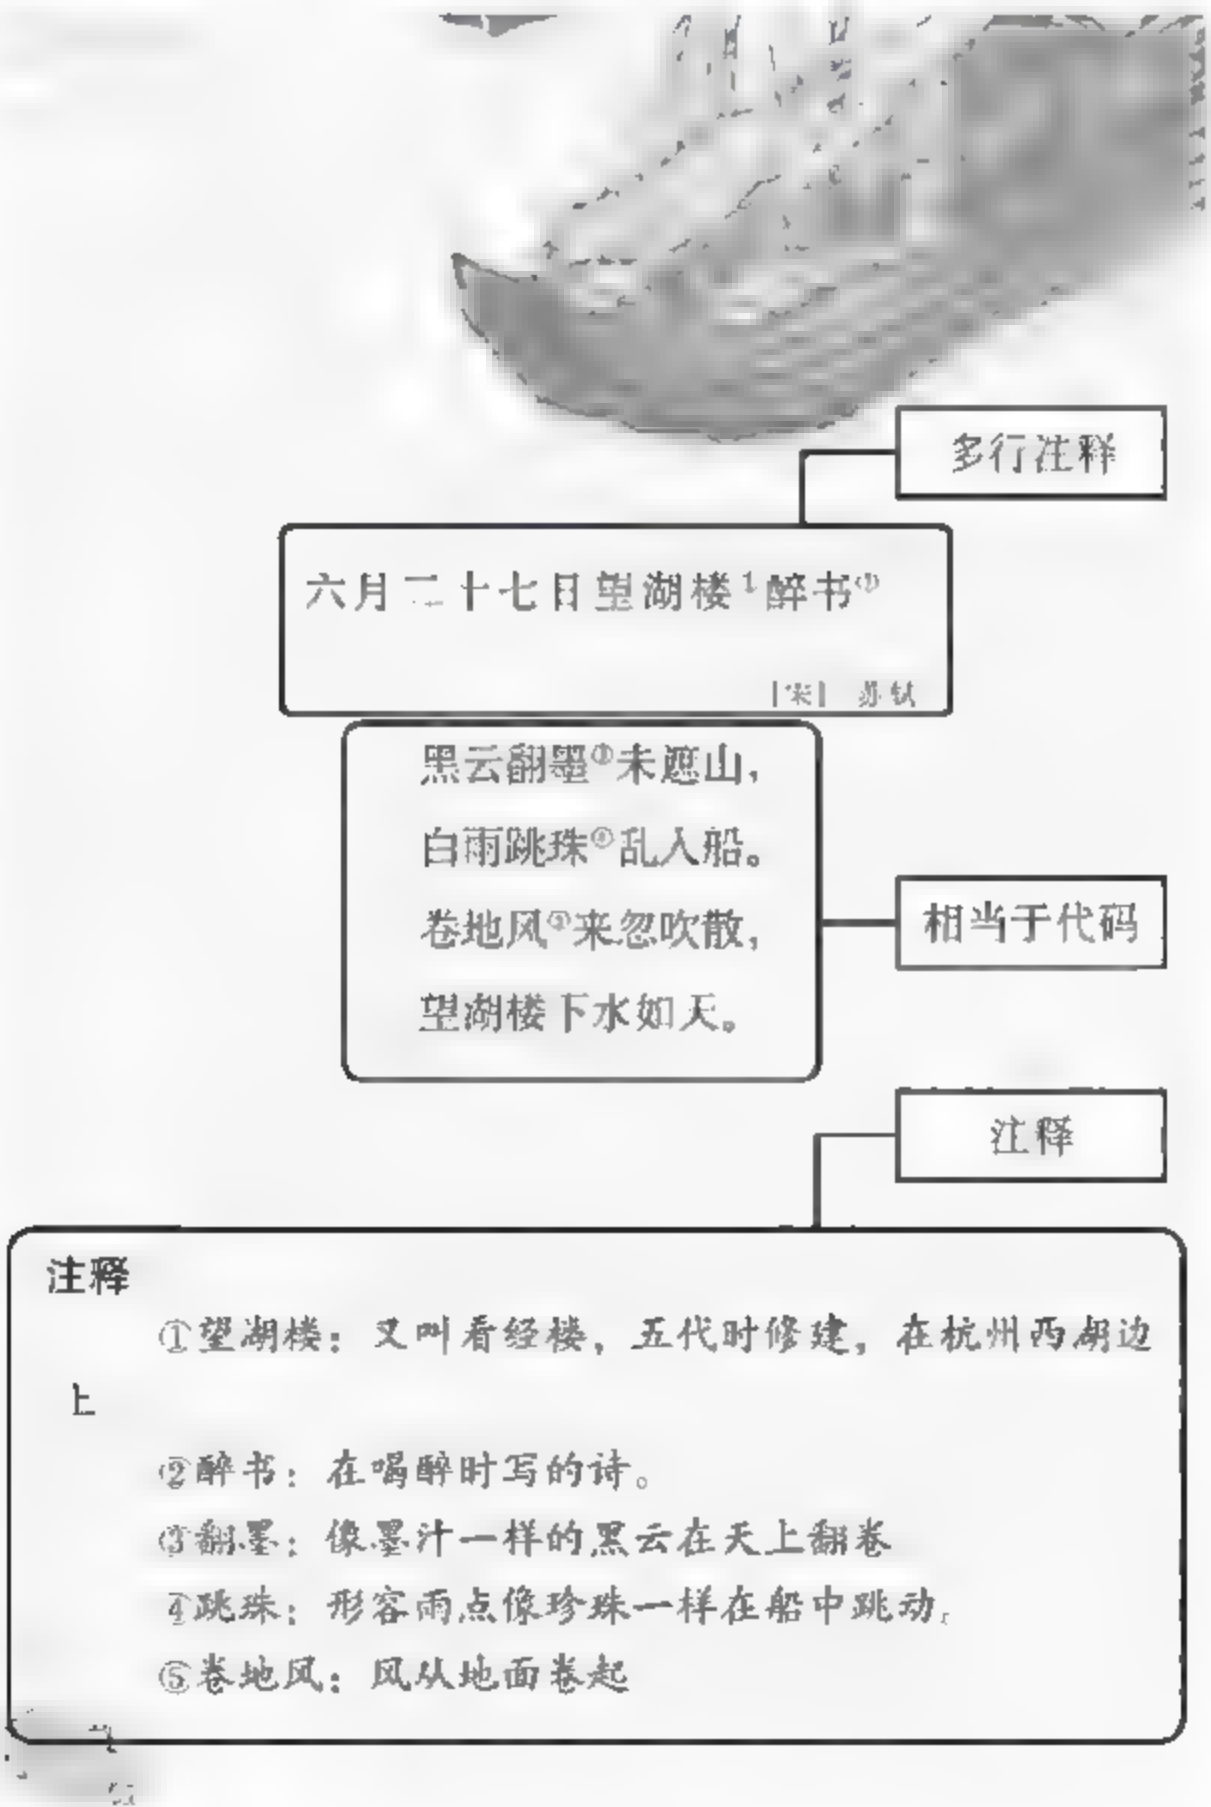 多行注释
六月二十七日望湖楼①醉书②
[宋] 苏轼
黑云翻墨③未遮山，
白雨跳珠④乱入船。
卷地风⑤来忽吹散，
望湖楼下水如天。
相当于代码
注释
注释
①望湖楼：又叫看经楼，五代时修建，在杭州西湖边
上
②醉书：在喝醉时写的诗。
③翻墨：像墨汁一样的黑云在天上翻卷
④跳珠：形容雨点像珍珠一样在船中跳动。
⑤卷地风：风从地面卷起